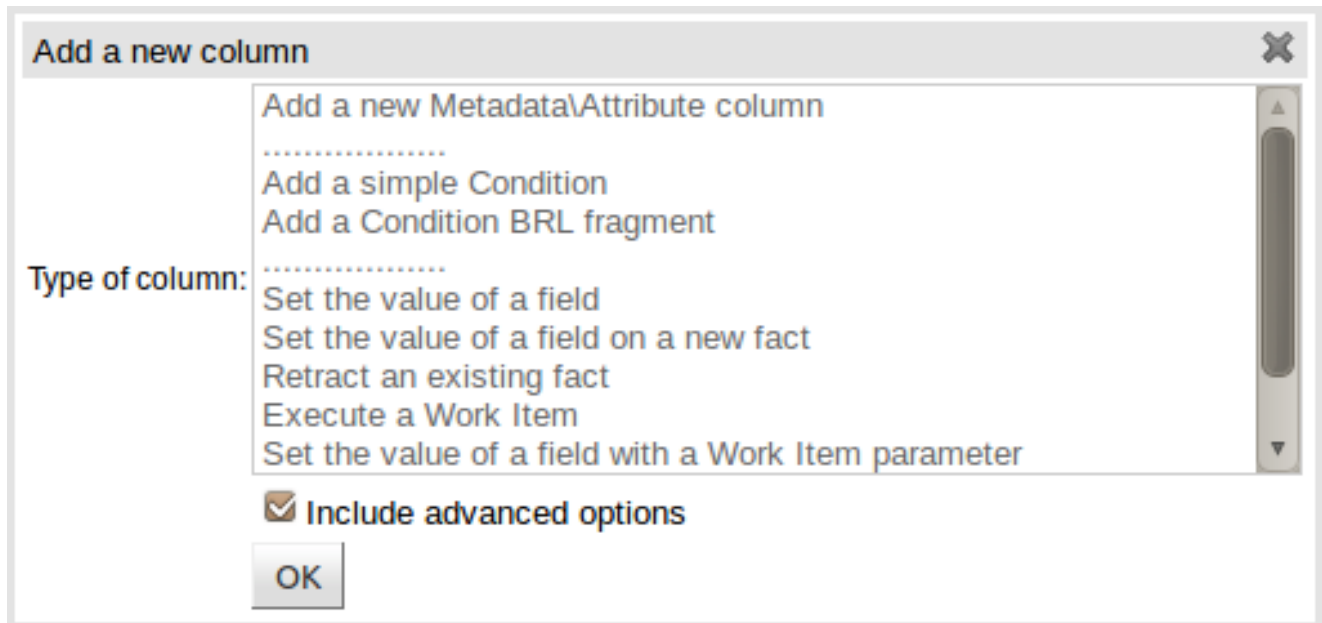 Add a new column
Add a new Metadata\Attribute column
..................
Add a simple Condition
Add a Condition BRL fragment
..................
Type of column:
Set the value of a field
Set the value of a field on a new fact
Retract an existing fact
Execute a Work Item
Set the value of a field with a Work Item parameter
Include advanced options
OK